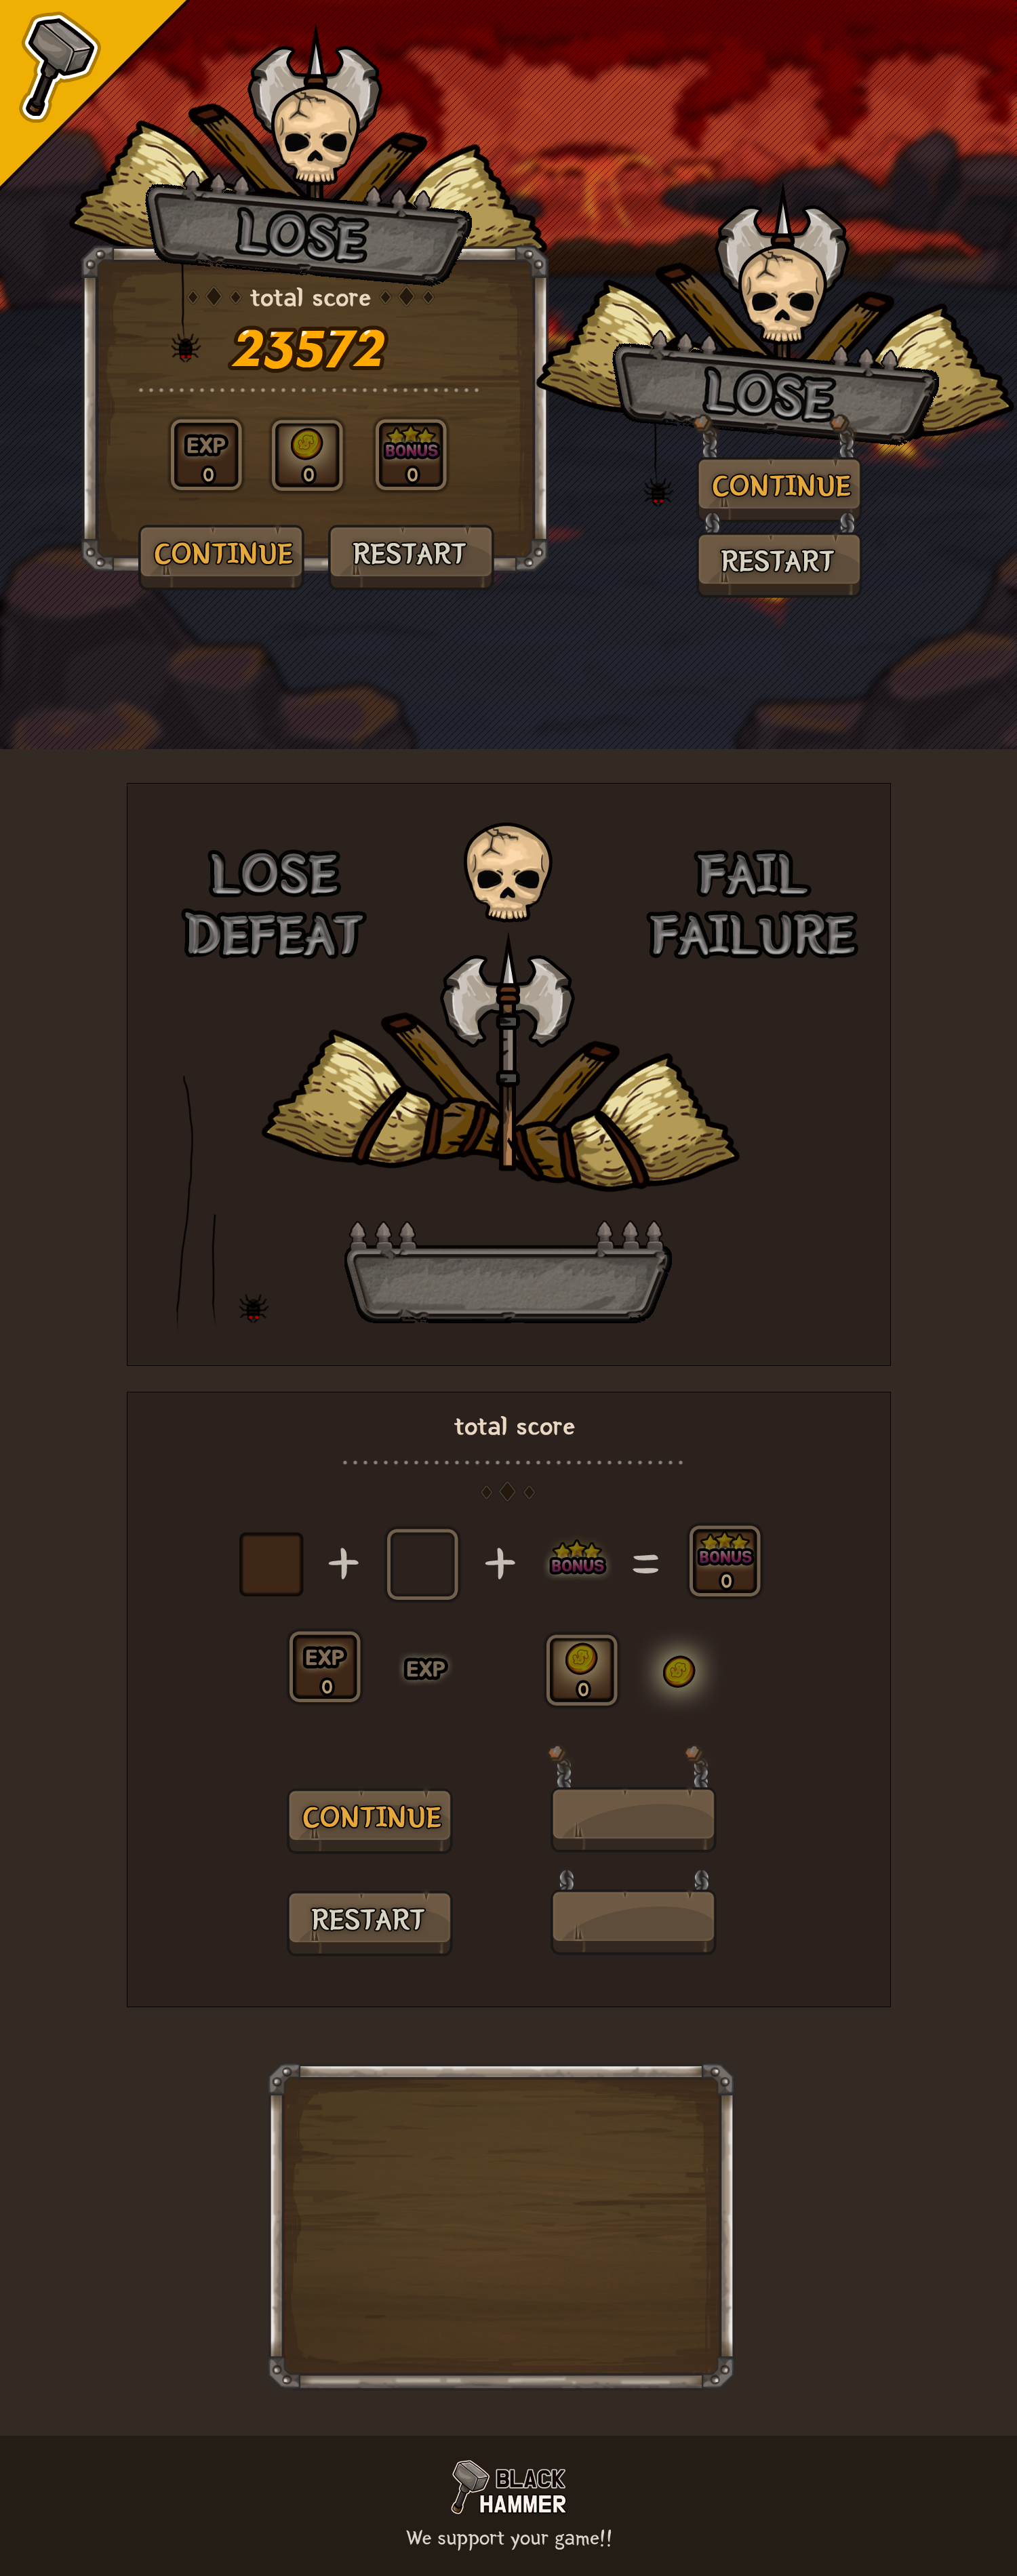 LOSE
total score
23572
EXP
0
0
BONUS
0
CONTINUE
RESTART
LOSE
CONTINUE
RESTART
LOSE
DEFEAT
FAIL
FAILURE
total score
+ + BONUS = BONUS
0
EXP
0
EXP
0
CONTINUE
RESTART
BLACK
HAMMER
We support your game!!